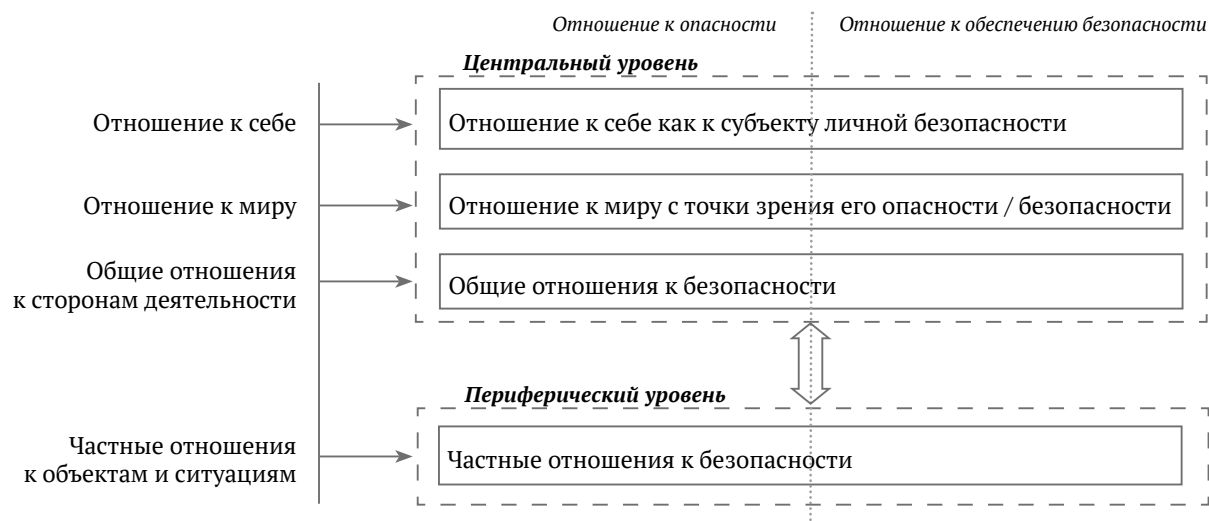 Отношение к опасности
Отношение к обеспечению безопасности
Центральный уровень
Отношение к себе
Отношение к себе как к субъекту личной безопасности
Отношение к миру
Отношение к миру с точки зрения его опасности / безопасности
Общие отношения
к сторонам деятельности
Общие отношения к безопасности
Периферический уровень
Частные отношения
к объектам и ситуациям
Частные отношения к безопасности